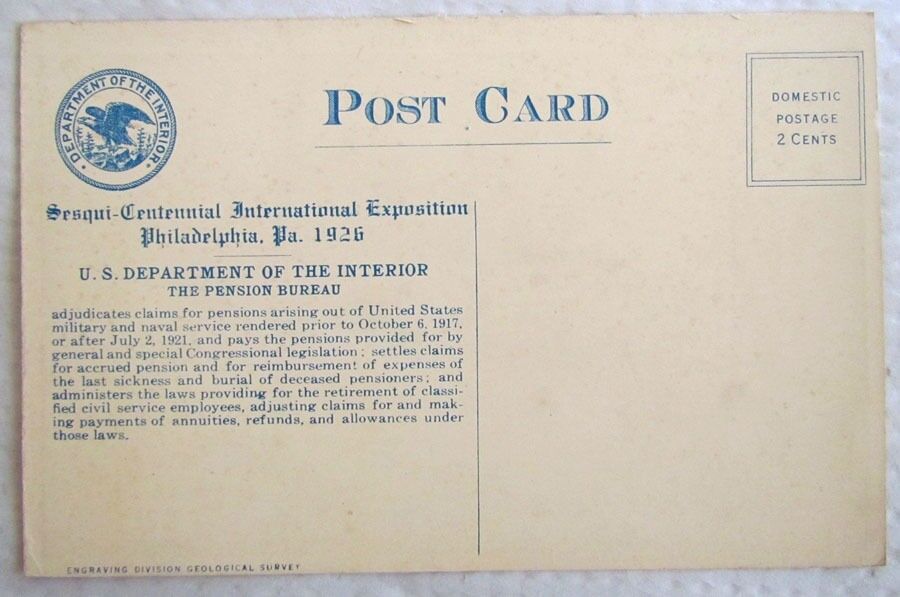 DEPARTMENT OF THE INTERIOR
POST CARD
DOMESTIC
POSTAGE
2 CENTS
Sesqui-Centennial International Exposition
Philadelphia, Pa. 1926
U. S. DEPARTMENT OF THE INTERIOR
THE PENSION BUREAU
adjudicates claims for pensions arising out of United States
military and naval service rendered prior to October 6, 1917,
or after July 2, 1921, and pays the pensions provided for by
general and special Congressional legislation; settles claims
for accrued pension and for reimbursement of expenses of
the last sickness and burial of deceased pensioners; and
administers the laws providing for the retirement of classi-
fied civil service employees, adjusting claims for and mak-
ing payments of annuities, refunds, and allowances under
those laws.
ENGRAVING DIVISION GEOLOGICAL SURVEY